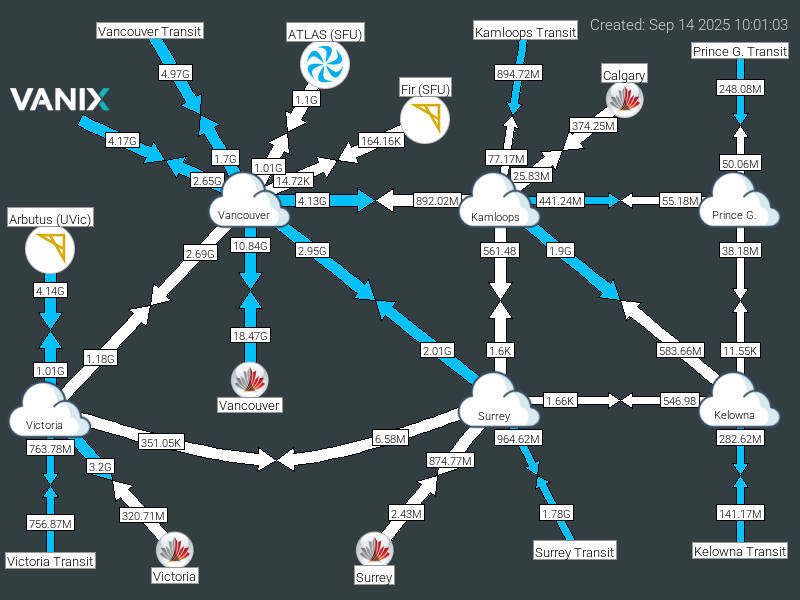 Created: Sep 14 2025 10:01:03
Vancouver Transit
ATLAS (SFU)
Kamloops Transit
Prince G. Transit
4.97G
894.72M
Calgary
248.08M
Fir (SFU)
VANIX
1.1G
374.25M
4.17G
164.16K
1.7G
77.17M
50.06M
1.01G
2.65G
14.72K
25.83M
4.13G
892.02M
441.24M
55.18M
Vancouver
Kamloops
Prince G.
Arbutus (UVic)
10.84G
2.95G
561.48
1.9G
38.18M
2.69G
4.14G
18.47G
1.18G
2.01G
1.6K
583.66M
11.55K
1.01G
Vancouver
1.66K
546.98
Victoria
Surrey
Kelowna
351.05K
6.58M
964.62M
282.62M
763.78M
3.2G
874.77M
320.71M
2.43M
1.78G
141.17M
756.87M
Victoria Transit
Victoria
Surrey
Surrey Transit
Kelowna Transit